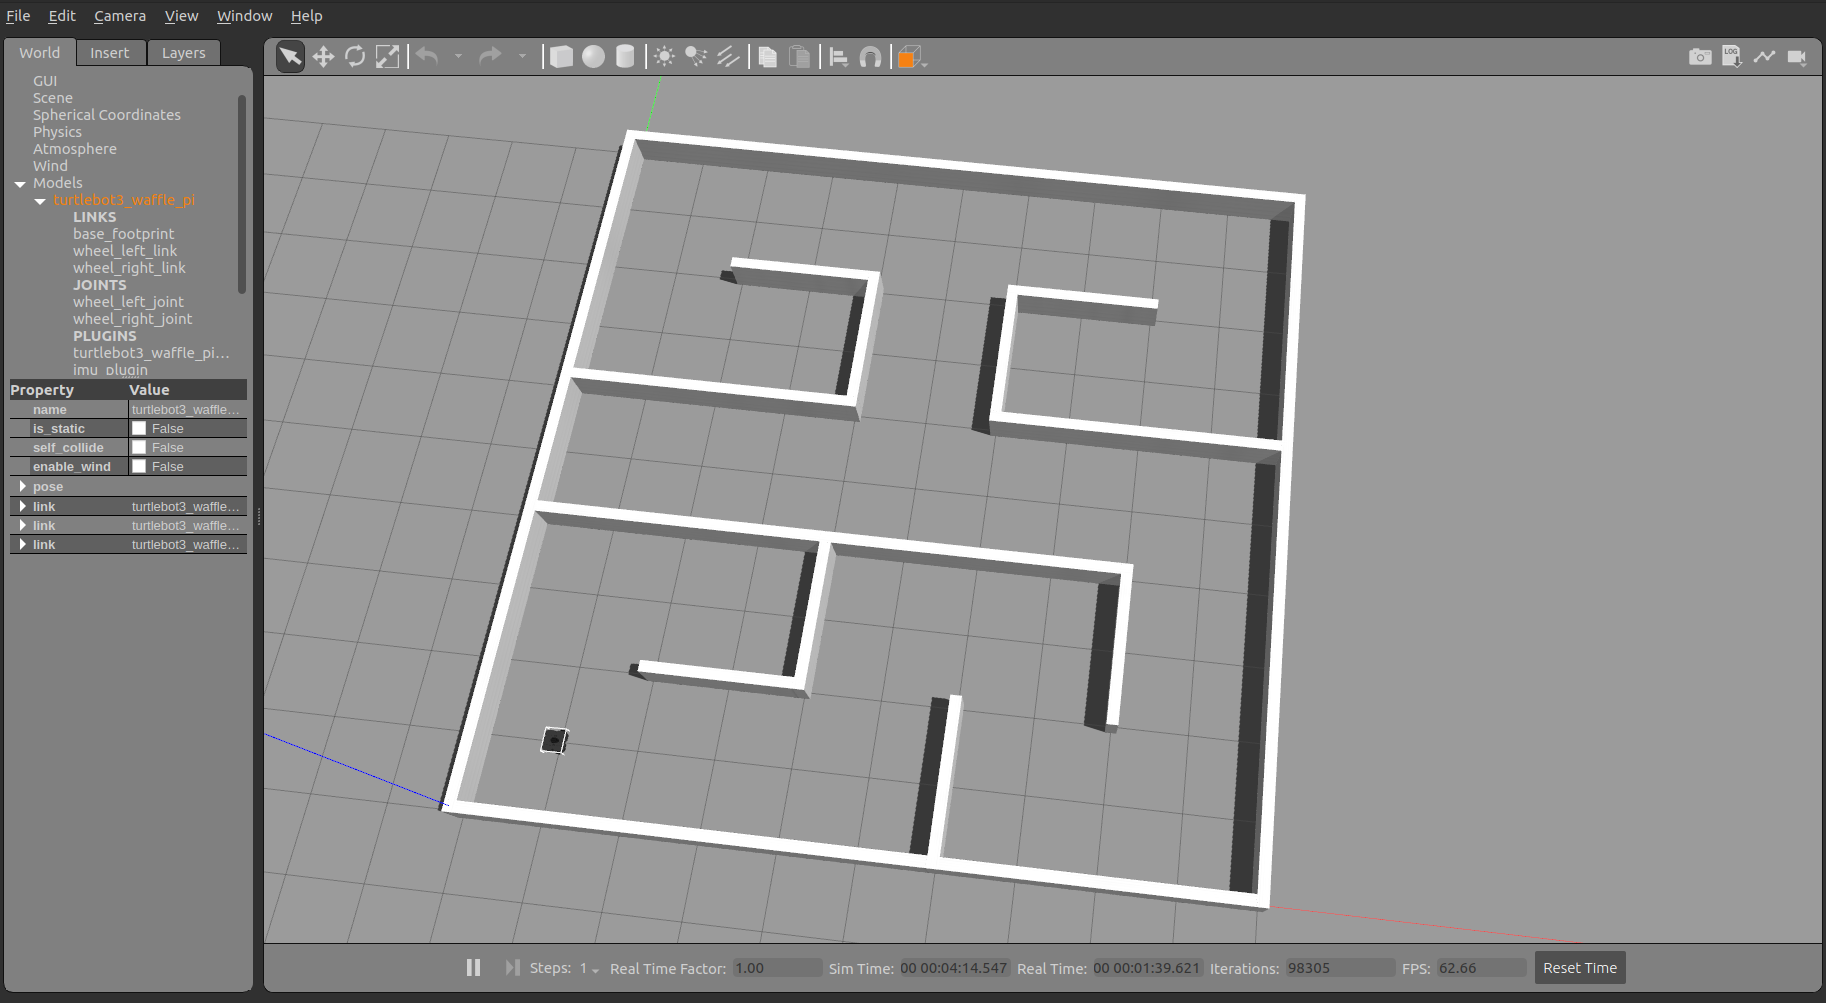 File Edit Camera View Window Help
World Insert Layers
LOG
GUI
Scene
Spherical Coordinates
Physics
Atmosphere
Wind
Models
turtlebot3_waffle_pi
LINKS
base_footprint
wheel_left_link
wheel_right_link
JOINTS
wheel_left_joint
wheel_right_joint
PLUGINS
turtlebot3_waffle_pi...
imu_plugin
Property Value
name turtlebot3_waffle...
is_static False
self_collide False
enable_wind False
pose
link turtlebot3_waffle...
link turtlebot3_waffle...
link turtlebot3_waffle...
Steps: 1 Real Time Factor: 1.00 Sim Time: 00 00:04:14.547 Real Time: 00 00:01:39.621 Iterations: 98305 FPS: 62.66 Reset Time